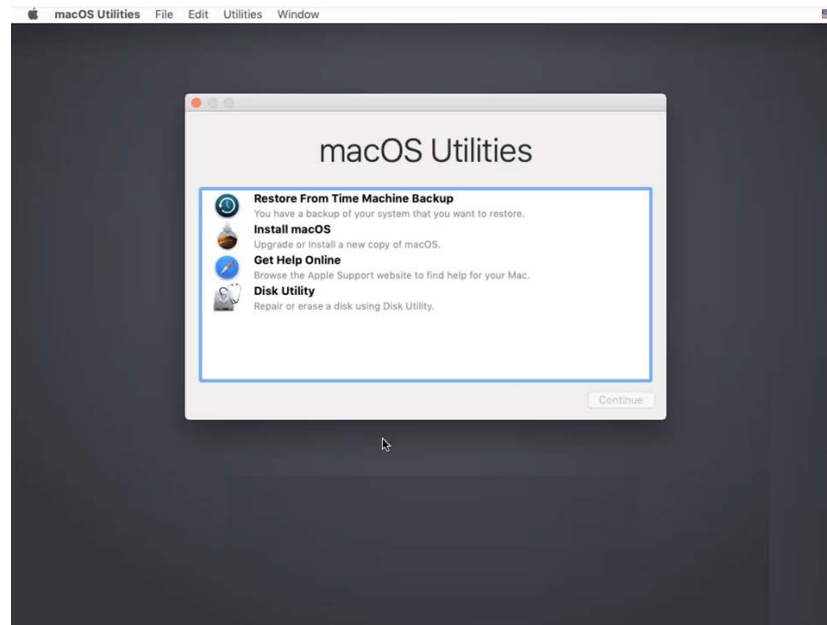 macOS Utilities File Edit Utilities Window
macOS Utilities
Restore From Time Machine Backup
You have a backup of your system that you want to restore.
Install macOS
Upgrade or Install a new copy of macOS.
Get Help Online
Browse the Apple Support website to find help for your Mac.
Disk Utility
Repair or erase a disk using Disk Utility.
Continue